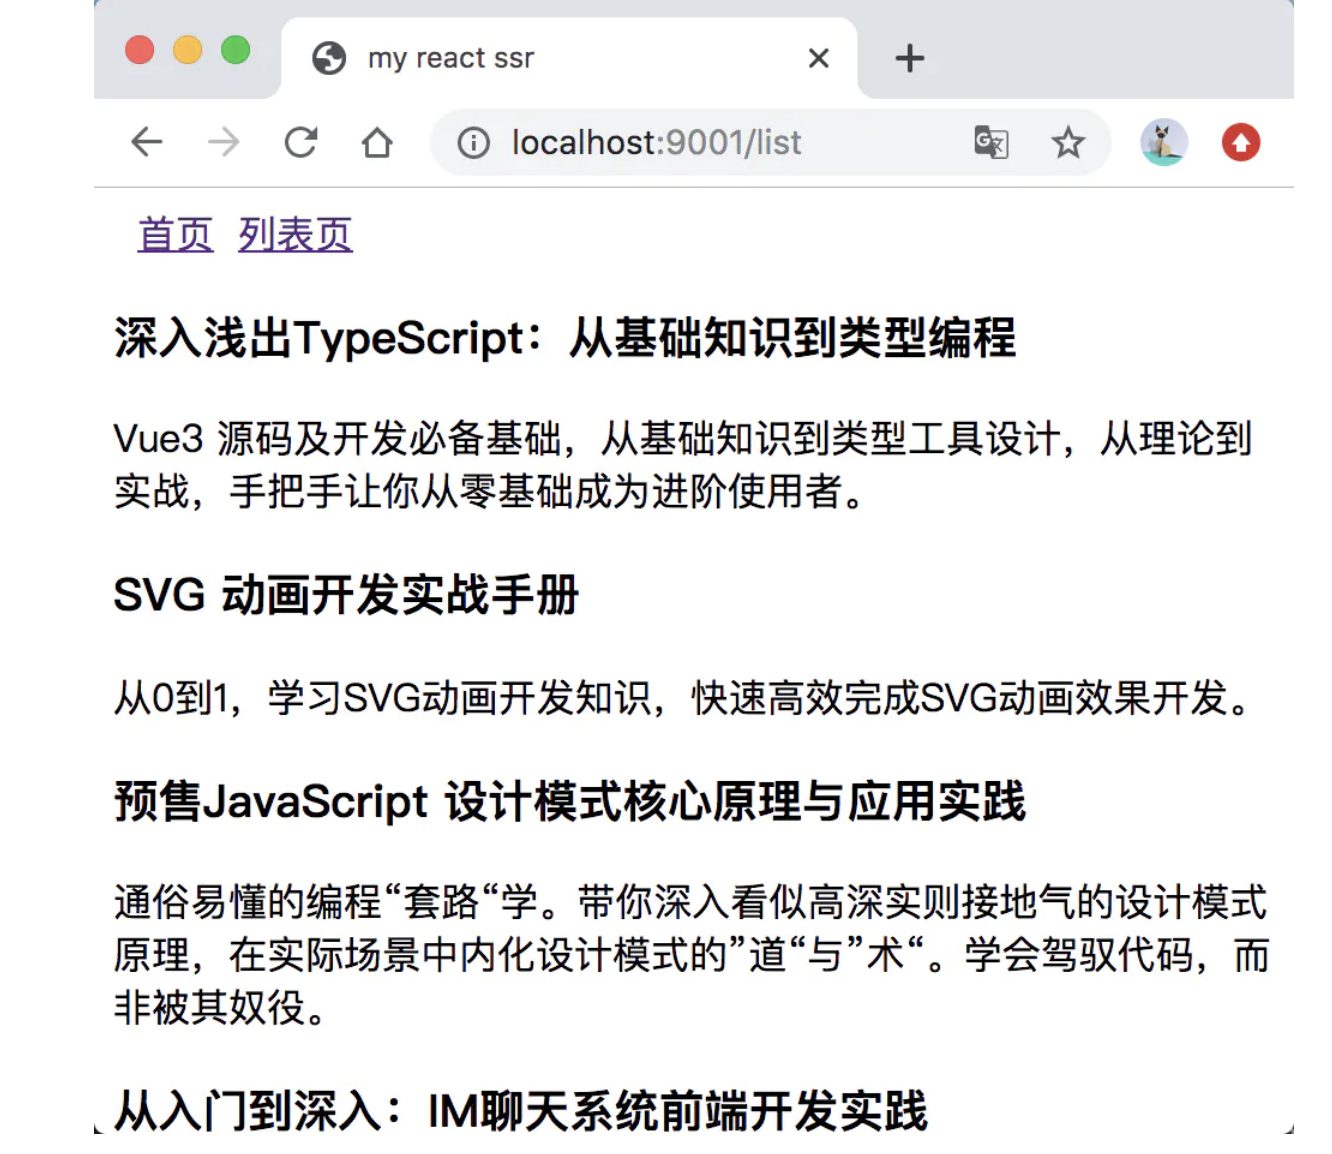 my react ssr
localhost:9001/list
首页 列表页
深入浅出TypeScript：从基础知识到类型编程
Vue3 源码及开发必备基础，从基础知识到类型工具设计，从理论到
实战，手把手让你从零基础成为进阶使用者。
SVG 动画开发实战手册
从0到1，学习SVG动画开发知识，快速高效完成SVG动画效果开发。
预售JavaScript 设计模式核心原理与应用实践
通俗易懂的编程“套路“学。带你深入看似高深实则接地气的设计模式
原理，在实际场景中内化设计模式的”道“与”术“。学会驾驭代码，而
非被其奴役。
从入门到深入：IM聊天系统前端开发实践